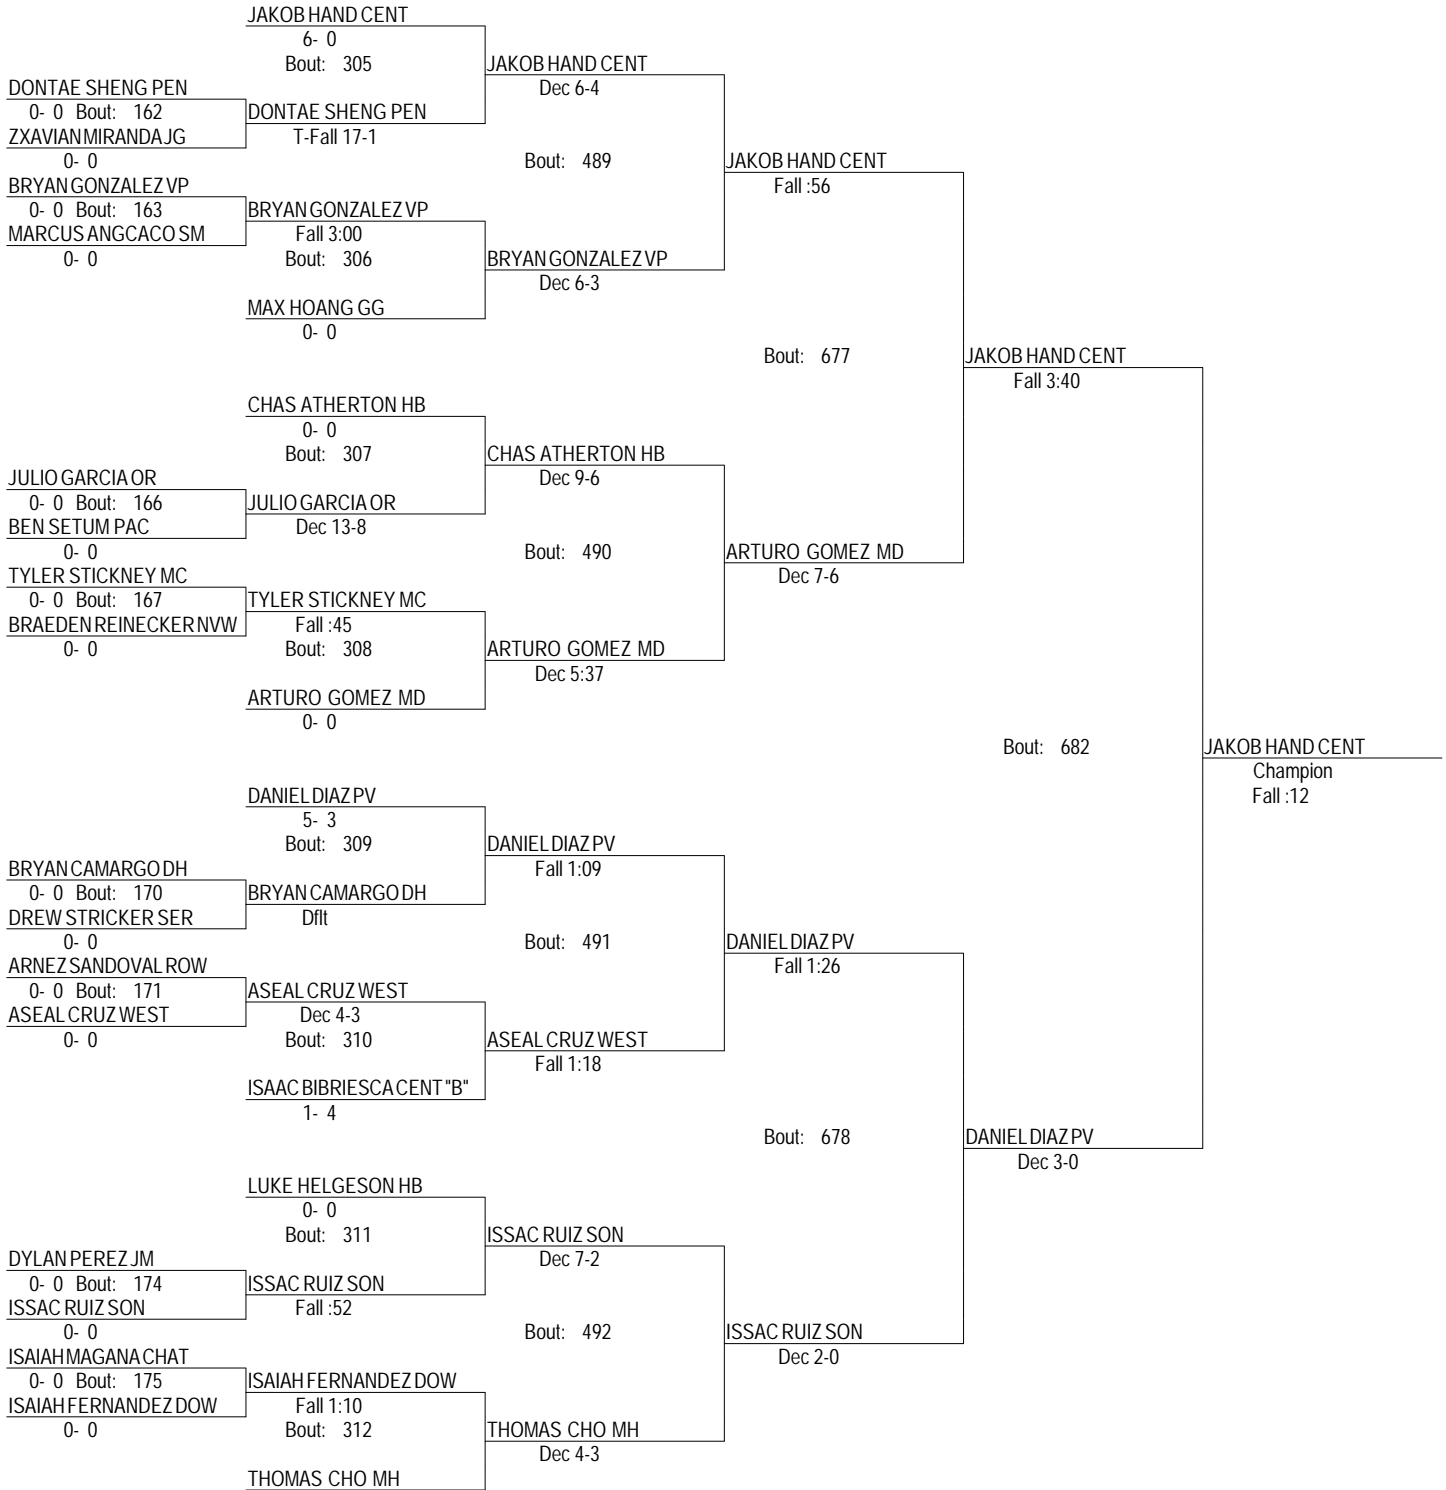 JAKOB HAND CENT
6- 0
Bout: 305
JAKOB HAND CENT
Dec 6-4
DONTAE SHENG PEN
0- 0 Bout: 162
DONTAE SHENG PEN
ZXAVIAN MIRANDA JG
T-Fall 17-1
0- 0
Bout: 489
JAKOB HAND CENT
Fall :56
BRYAN GONZALEZ VP
0- 0 Bout: 163
BRYAN GONZALEZ VP
MARCUS ANGCACO SM
Fall 3:00
0- 0
Bout: 306
BRYAN GONZALEZ VP
Dec 6-3
MAX HOANG GG
0- 0
Bout: 677
JAKOB HAND CENT
Fall 3:40
CHAS ATHERTON HB
0- 0
Bout: 307
CHAS ATHERTON HB
Dec 9-6
JULIO GARCIA OR
0- 0 Bout: 166
JULIO GARCIA OR
BEN SETUM PAC
Dec 13-8
0- 0
Bout: 490
ARTURO GOMEZ MD
Dec 7-6
TYLER STICKNEY MC
0- 0 Bout: 167
TYLER STICKNEY MC
BRAEDEN REINECKER NVW
Fall :45
0- 0
Bout: 308
ARTURO GOMEZ MD
Dec 5:37
ARTURO GOMEZ MD
0- 0
Bout: 682
JAKOB HAND CENT
Champion
Fall :12
DANIEL DIAZ PV
5- 3
Bout: 309
DANIEL DIAZ PV
Fall 1:09
BRYAN CAMARGO DH
0- 0 Bout: 170
BRYAN CAMARGO DH
DREW STRICKER SER
Dflt
0- 0
Bout: 491
DANIEL DIAZ PV
Fall 1:26
ARNEZ SANDOVAL ROW
0- 0 Bout: 171
ASEAL CRUZ WEST
ASEAL CRUZ WEST
Dec 4-3
0- 0
Bout: 310
ASEAL CRUZ WEST
Fall 1:18
ISAAC BIBRIESCA CENT "B"
1- 4
Bout: 678
DANIEL DIAZ PV
Dec 3-0
LUKE HELGESON HB
0- 0
Bout: 311
ISSAC RUIZ SON
Dec 7-2
DYLAN PEREZ JM
0- 0 Bout: 174
ISSAC RUIZ SON
ISSAC RUIZ SON
Fall :52
0- 0
Bout: 492
ISSAC RUIZ SON
Dec 2-0
ISAIAH MAGANA CHAT
0- 0 Bout: 175
ISAIAH FERNANDEZ DOW
ISAIAH FERNANDEZ DOW
Fall 1:10
0- 0
Bout: 312
THOMAS CHO MH
Dec 4-3
THOMAS CHO MH